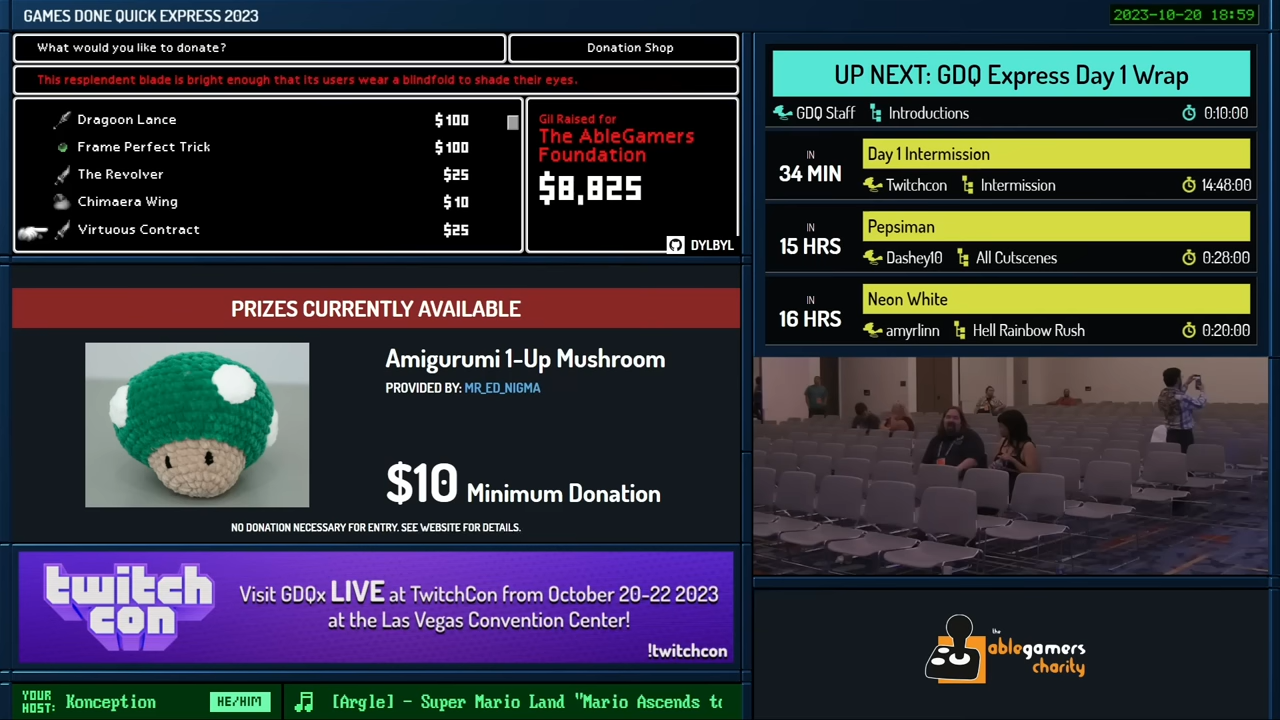 GAMES DONE QUICK EXPRESS 2023
2023-10-20 18:59
What would you like to donate?
Donation Shop
This resplendent blade is bright enough that its users wear a blindfold to shade their eyes.
Dragoon Lance $100
Frame Perfect Trick $100
The Revolver $25
Chimaera Wing $10
Virtuous Contract $25
Gil Raised for
The AbleGamers
Foundation
$8,825
DYLBYL
UP NEXT: GDQ Express Day 1 Wrap
GDQ Staff Introductions 0:10:00
IN
34 MIN
Day 1 Intermission
Twitchcon Intermission 14:48:00
IN
15 HRS
Pepsiman
Dashey10 All Cutscenes 0:28:00
IN
16 HRS
Neon White
amyrlinn Hell Rainbow Rush 0:20:00
PRIZES CURRENTLY AVAILABLE
Amigurumi 1-Up Mushroom
PROVIDED BY: MR_ED_NIGMA
$10 Minimum Donation
NO DONATION NECESSARY FOR ENTRY. SEE WEBSITE FOR DETAILS.
twitch
con
Visit GDQx LIVE at TwitchCon from October 20-22 2023
at the Las Vegas Convention Center!
!twitchcon
the
ablegamers
charity
YOUR
HOST:
Konception HE/HIM
[Argle] - Super Mario Land "Mario Ascends to